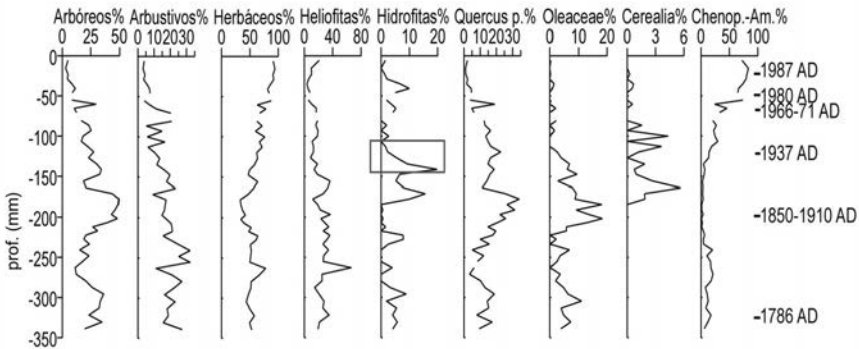 Arbóreos% Arbustivos% Herbáceos% Heliofitas% Hidrofitas% Quercus p.% Oleaceae% Cerealia% Chenop.-Am.%
0 25 50 0 102030 0 50 100 0 40 80 0 10 20 0 102030 0 10 20 0 3 6 0 50 100
0
-50
-100
-150
-200
-250
-300
-350
prof. (mm)
-1987 AD
-1980 AD
-1966-71 AD
-1937 AD
-1850-1910 AD
-1786 AD